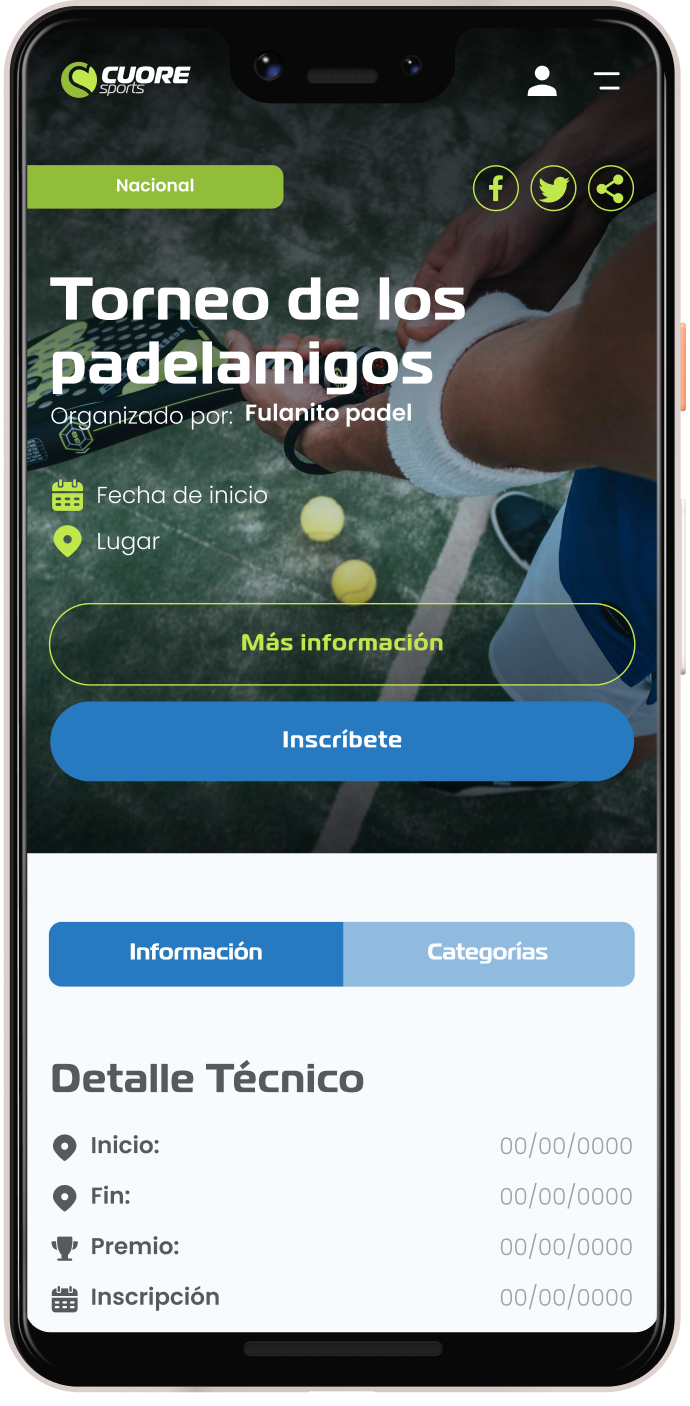 CUORE
sports
Nacional
Torneo de los
padelamigos
Organizado por: Fulanito padel
Fecha de inicio
Lugar
Más información
Inscríbete
Información
Categorías
Detalle Técnico
Inicio: 00/00/0000
Fin: 00/00/0000
Premio: 00/00/0000
Inscripción 00/00/0000